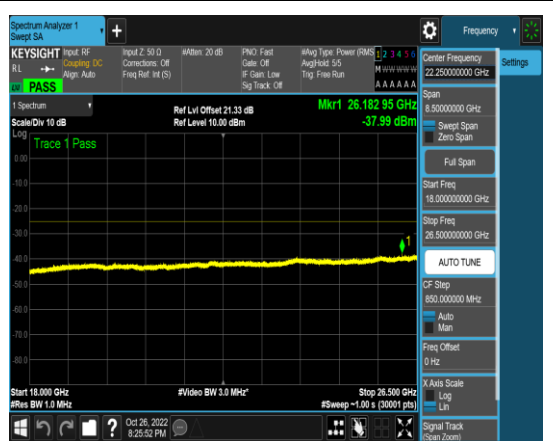 Spectrum Analyzer 1
Swept SA
+
Frequency
KEYSIGHT
RL
LM PASS
Input: RF
Coupling: DC
Align: Auto
Input Z: 50 Ω
Corrections: Off
Freq Ref: Int (S)
#Atten: 20 dB
PNO: Fast
Gate: Off
IF Gain: Low
Sig Track: Off
#Avg Type: Power (RMS
Avg|Hold: 5/5
Trig: Free Run
1 2 3 4 5 6
M W W W W W
A A A A A A
1 Spectrum
Scale/Div 10 dB
Ref Lvl Offset 21.33 dB
Ref Level 10.00 dBm
Mkr1 26.182 95 GHz
-37.99 dBm
Log
Trace 1 Pass
0.00
-10.0
-20.0
-30.0
-40.0
-50.0
-60.0
-70.0
-80.0
1
Start 18.000 GHz
#Res BW 1.0 MHz
#Video BW 3.0 MHz*
Stop 26.500 GHz
#Sweep ~1.00 s (30001 pts)
Oct 26, 2022
8:25:52 PM
Center Frequency
22.250000000 GHz
Settings
Span
8.50000000 GHz
Swept Span
Zero Span
Full Span
Start Freq
18.000000000 GHz
Stop Freq
26.500000000 GHz
AUTO TUNE
CF Step
850.000000 MHz
Auto
Man
Freq Offset
0 Hz
X Axis Scale
Log
Lin
Signal Track
(Span Zoom)